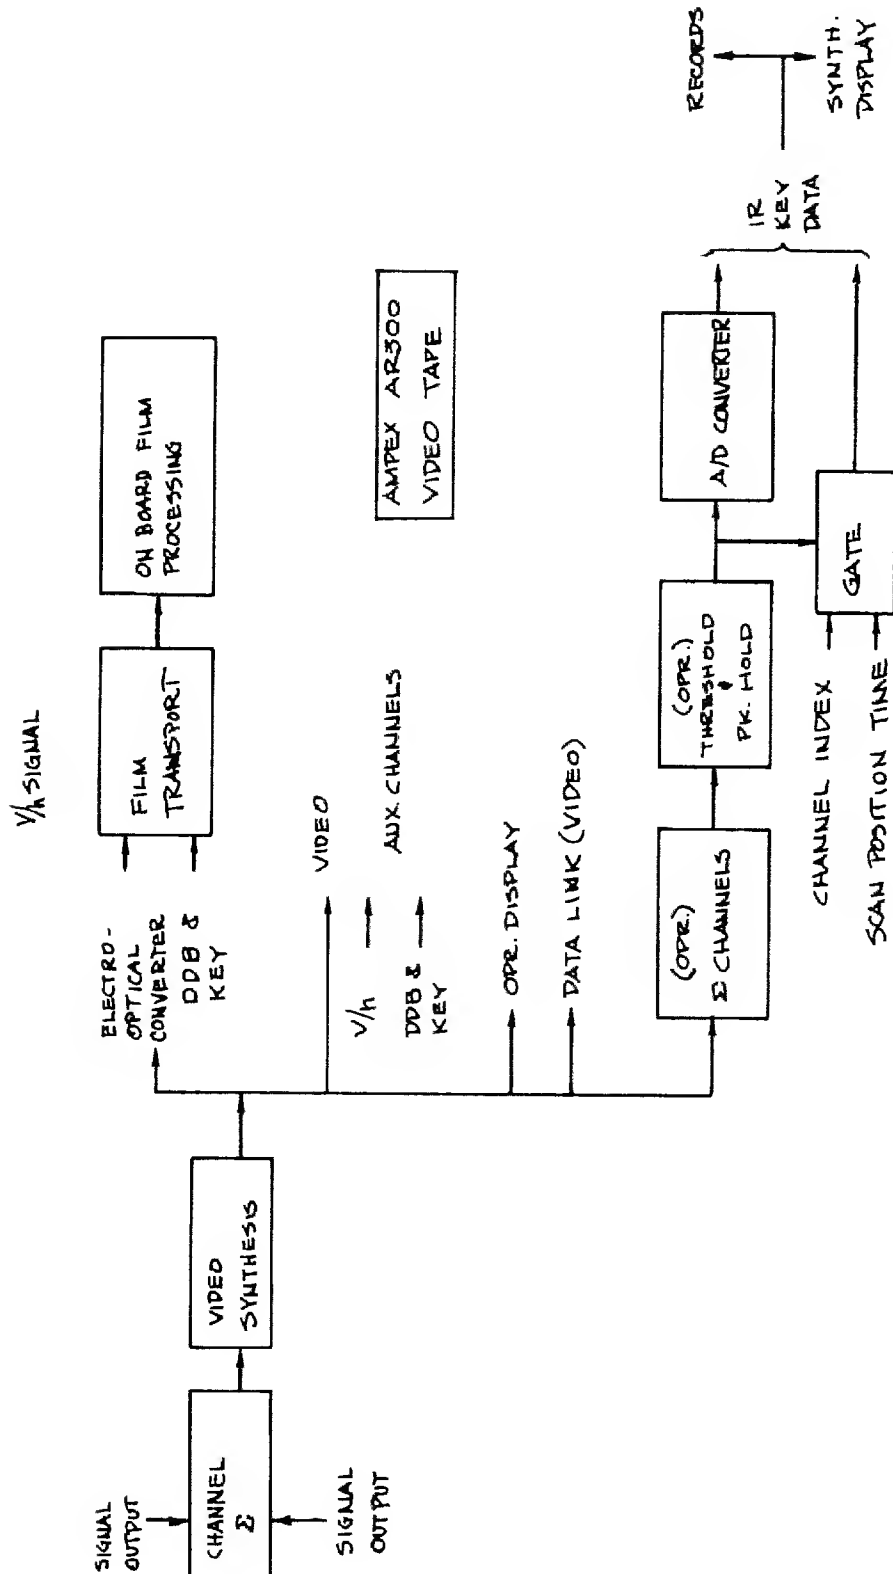 SIGNAL
OUTPUT
CHANNEL
Σ
SIGNAL
OUTPUT
VIDEO
SYNTHESIS
ELECTRO-
OPTICAL
CONVERTER
DDB &
KEY
V/h SIGNAL
FILM
TRANSPORT
ON BOARD FILM
PROCESSING
VIDEO
V/h
AUX CHANNELS
DDB &
KEY
AMPEX AR300
VIDEO TAPE
OPR. DISPLAY
DATA LINK (VIDEO)
(OPR.)
Σ CHANNELS
(OPR.)
THRESHOLD
&
PK. HOLD
A/D CONVERTER
CHANNEL INDEX
SCAN POSITION TIME
GATE
IR
KEY
DATA
RECORDS
SYNTH.
DISPLAY